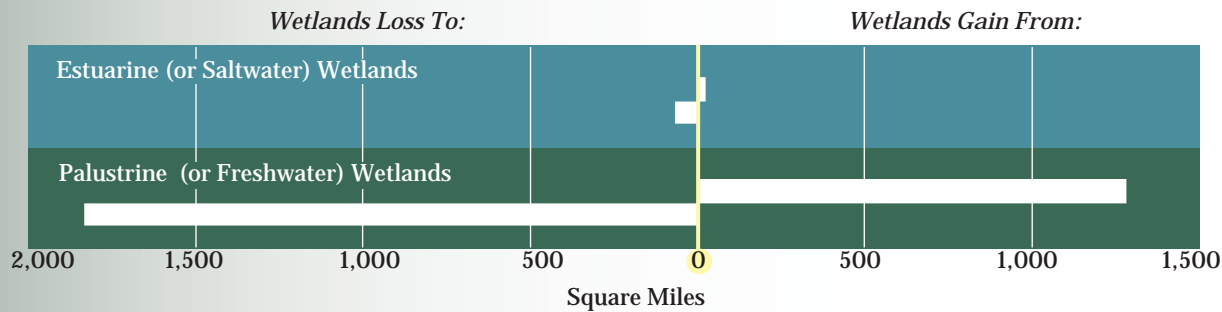 Wetlands Loss To: Wetlands Gain From:
Estuarine (or Saltwater) Wetlands
Palustrine (or Freshwater) Wetlands
2,000 1,500 1,000 500 0 500 1,000 1,500
Square Miles